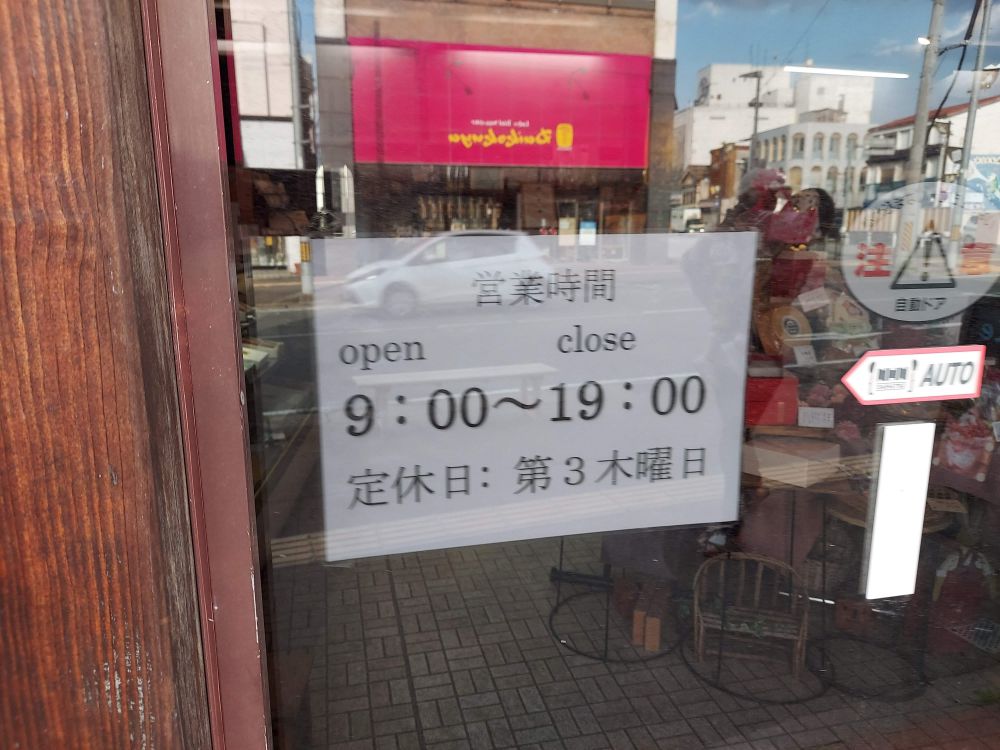 営業時間
open close
9：00～19：00
定休日：第3木曜日
注 意
自動ドア
AUTO
Daikokuya